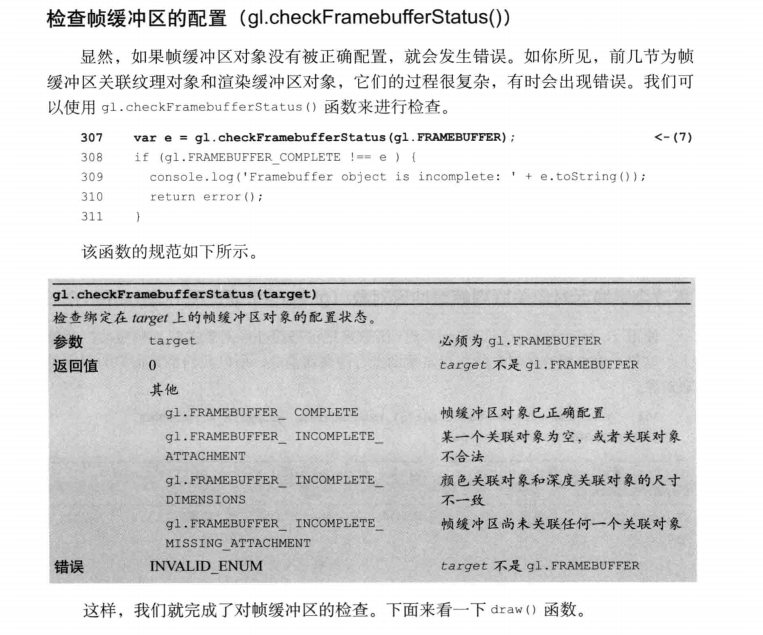 检查帧缓冲区的配置（gl.checkFramebufferStatus()）
显然，如果帧缓冲区对象没有被正确配置，就会发生错误。如你所见，前几节为帧
缓冲区关联纹理对象和渲染缓冲区对象，它们的过程很复杂，有时会出现错误。我们可
以使用 gl.checkFramebufferStatus() 函数来进行检查。
307 var e = gl.checkFramebufferStatus(gl.FRAMEBUFFER); <-(7)
308 if (gl.FRAMEBUFFER_COMPLETE !== e ) {
309 console.log('Framebuffer object is incomplete: ' + e.toString());
310 return error();
311 }
该函数的规范如下所示。
gl.checkFramebufferStatus(target)
检查绑定在 target 上的帧缓冲区对象的配置状态。
参数 target 必须为 gl.FRAMEBUFFER
返回值 0 target 不是 gl.FRAMEBUFFER
其他
gl.FRAMEBUFFER_ COMPLETE 帧缓冲区对象已正确配置
gl.FRAMEBUFFER_ INCOMPLETE_ 某一个关联对象为空，或者关联对象
ATTACHMENT 不合法
gl.FRAMEBUFFER_ INCOMPLETE_ 颜色关联对象和深度关联对象的尺寸
DIMENSIONS 不一致
gl.FRAMEBUFFER_ INCOMPLETE_ 帧缓冲区尚未关联任何一个关联对象
MISSING_ATTACHMENT
错误 INVALID_ENUM target 不是 gl.FRAMEBUFFER
这样，我们就完成了对帧缓冲区的检查。下面来看一下 draw() 函数。